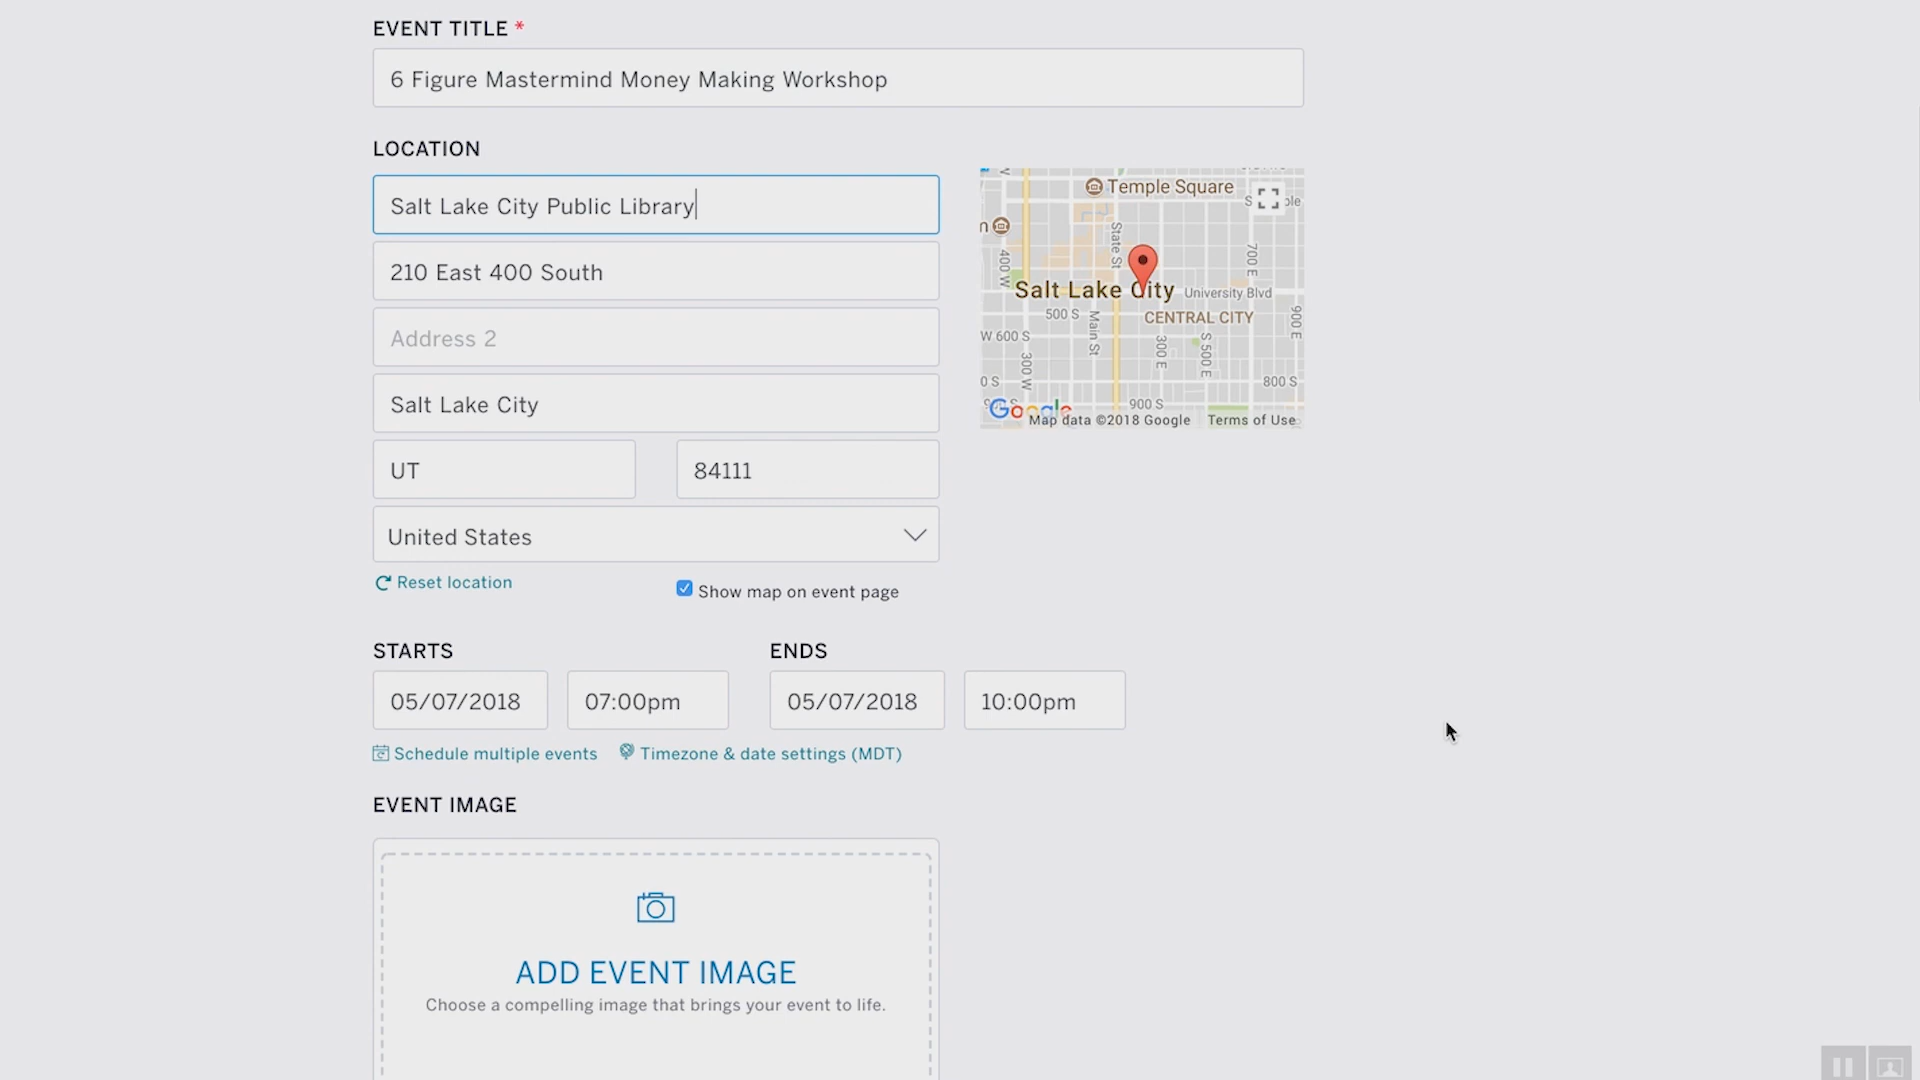 EVENT TITLE *
6 Figure Mastermind Money Making Workshop
LOCATION
Salt Lake City Public Library
210 East 400 South
Address 2
Salt Lake City
UT
84111
United States
Reset location
Show map on event page
Temple Square
State St
400 W
700 E
Salt Lake City
University Blvd
CENTRAL CITY
500 S
Main St
900 E
W 600 S
300 W
300 E
S 500 E
800 S
900 S
Google
Map data ©2018 Google
Terms of Use
STARTS
ENDS
05/07/2018
07:00pm
05/07/2018
10:00pm
Schedule multiple events
Timezone & date settings (MDT)
EVENT IMAGE
ADD EVENT IMAGE
Choose a compelling image that brings your event to life.